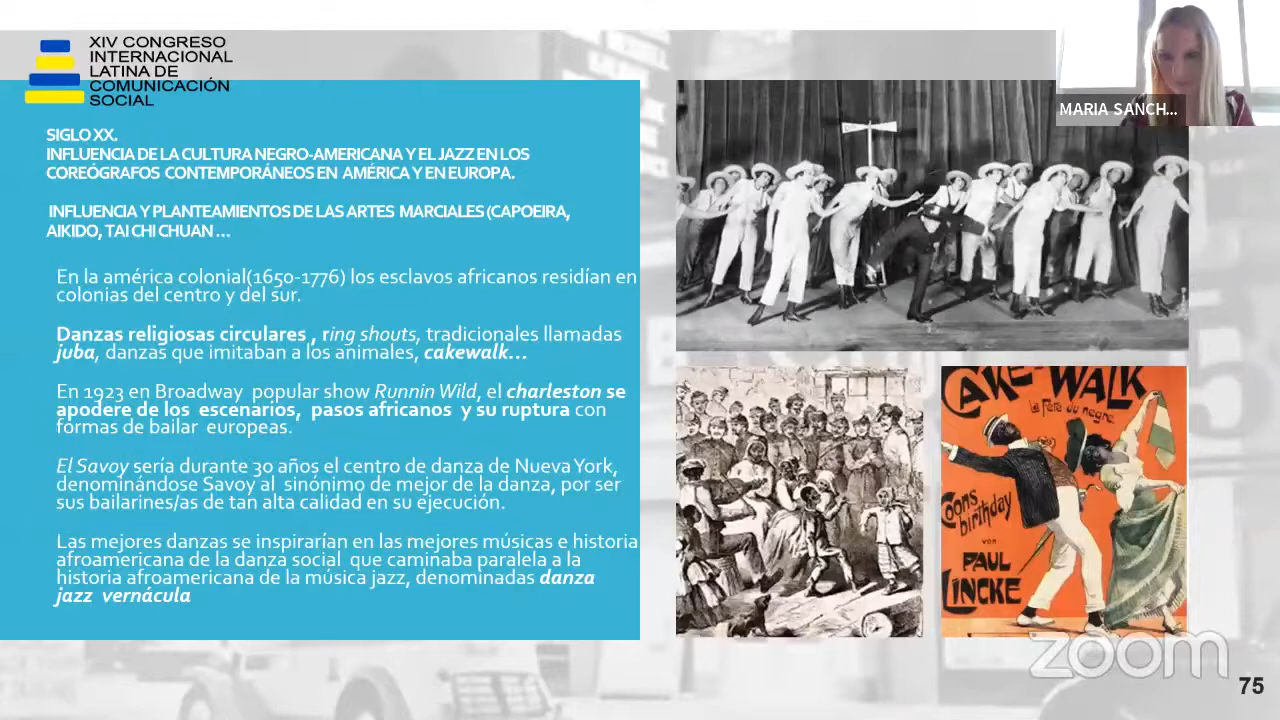 XIV CONGRESO
INTERNACIONAL
LATINA DE
COMUNICACIÓN
SOCIAL
MARIA SANCH...
SIGLO XX.
INFLUENCIA DE LA CULTURA NEGRO-AMERICANA Y EL JAZZ EN LOS
COREÓGRAFOS CONTEMPORÁNEOS EN AMÉRICA Y EN EUROPA.
INFLUENCIA Y PLANTEAMIENTOS DE LAS ARTES MARCIALES (CAPOEIRA,
AIKIDO, TAI CHI CHUAN ...
En la américa colonial(1650-1776) los esclavos africanos residían en
colonias del centro y del sur.
Danzas religiosas circulares , ring shouts, tradicionales llamadas
juba, danzas que imitaban a los animales, cakewalk...
En 1923 en Broadway popular show Runnin Wild, el charleston se
apodere de los escenarios, pasos africanos y su ruptura con
formas de bailar europeas.
El Savoy sería durante 30 años el centro de danza de Nueva York,
denominándose Savoy al sinónimo de mejor de la danza, por ser
sus bailarines/as de tan alta calidad en su ejecución.
Las mejores danzas se inspirarían en las mejores músicas e historia
afroamericana de la danza social que caminaba paralela a la
historia afroamericana de la música jazz, denominadas danza
jazz vernácula
CAKE-WALK
la Fête du negre.
Coons
birthday
von
PAUL
LINCKE
zoom
75